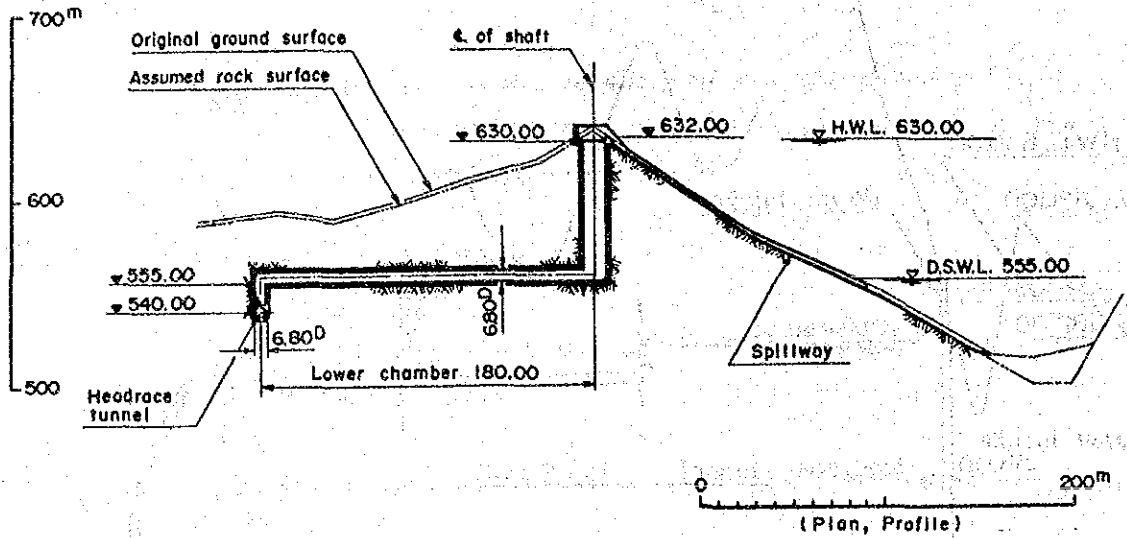 700m
Original ground surface
Assumed rock surface
℄ of shaft
630.00
632.00
H.W.L. 630.00
600
555.00
540.00
6.80D
6.80D
D.S.W.L. 555.00
Spillway
Lower chamber 180.00
500
Headrace
tunnel
0
200m
(Plan, Profile)